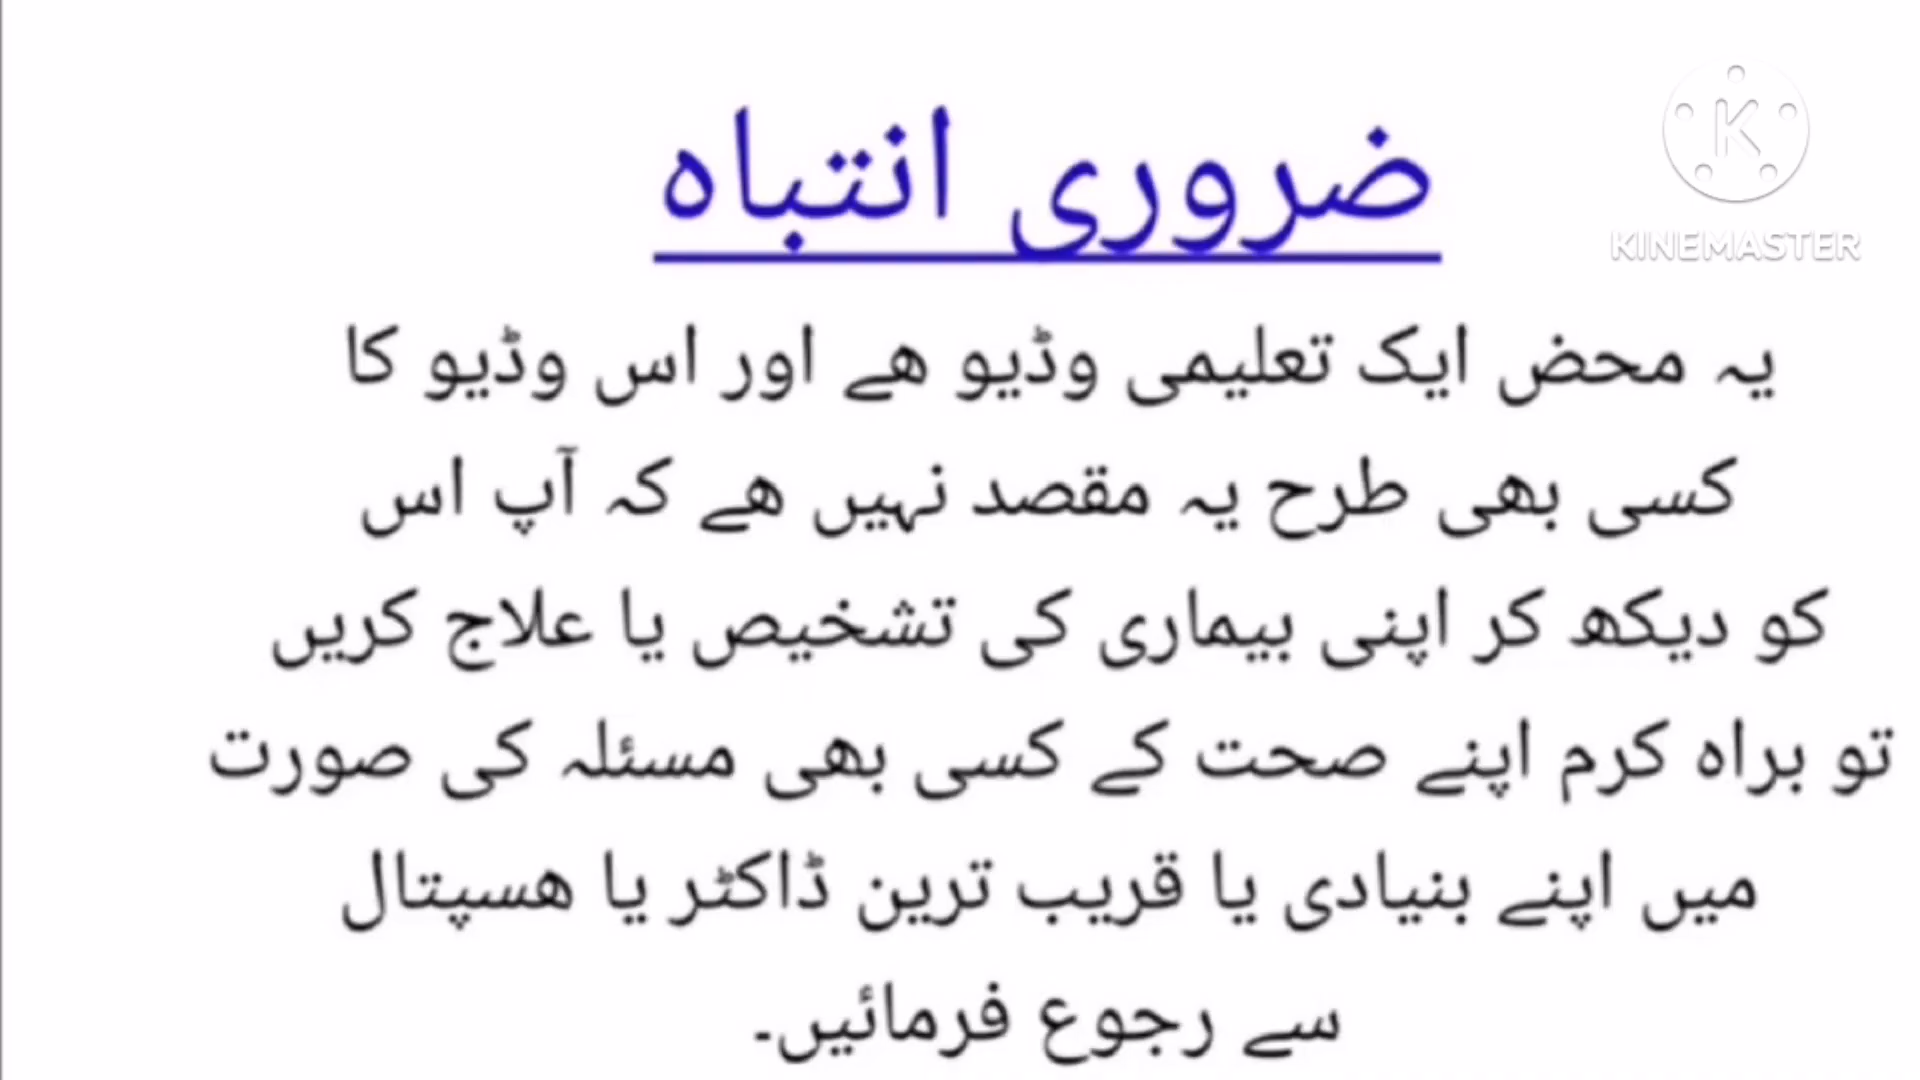 ضروری انتباہ
KINEMASTER
یہ محض ایک تعلیمی وڈیو ھے اور اس وڈیو کا
کسی بھی طرح یہ مقصد نہیں ھے کہ آپ اس
کو دیکھ کر اپنی بیماری کی تشخیص یا علاج کریں
تو براہ کرم اپنے صحت کے کسی بھی مسئلہ کی صورت
میں اپنے بنیادی یا قریب ترین ڈاکٹر یا ھسپتال
سے رجوع فرمائیں۔